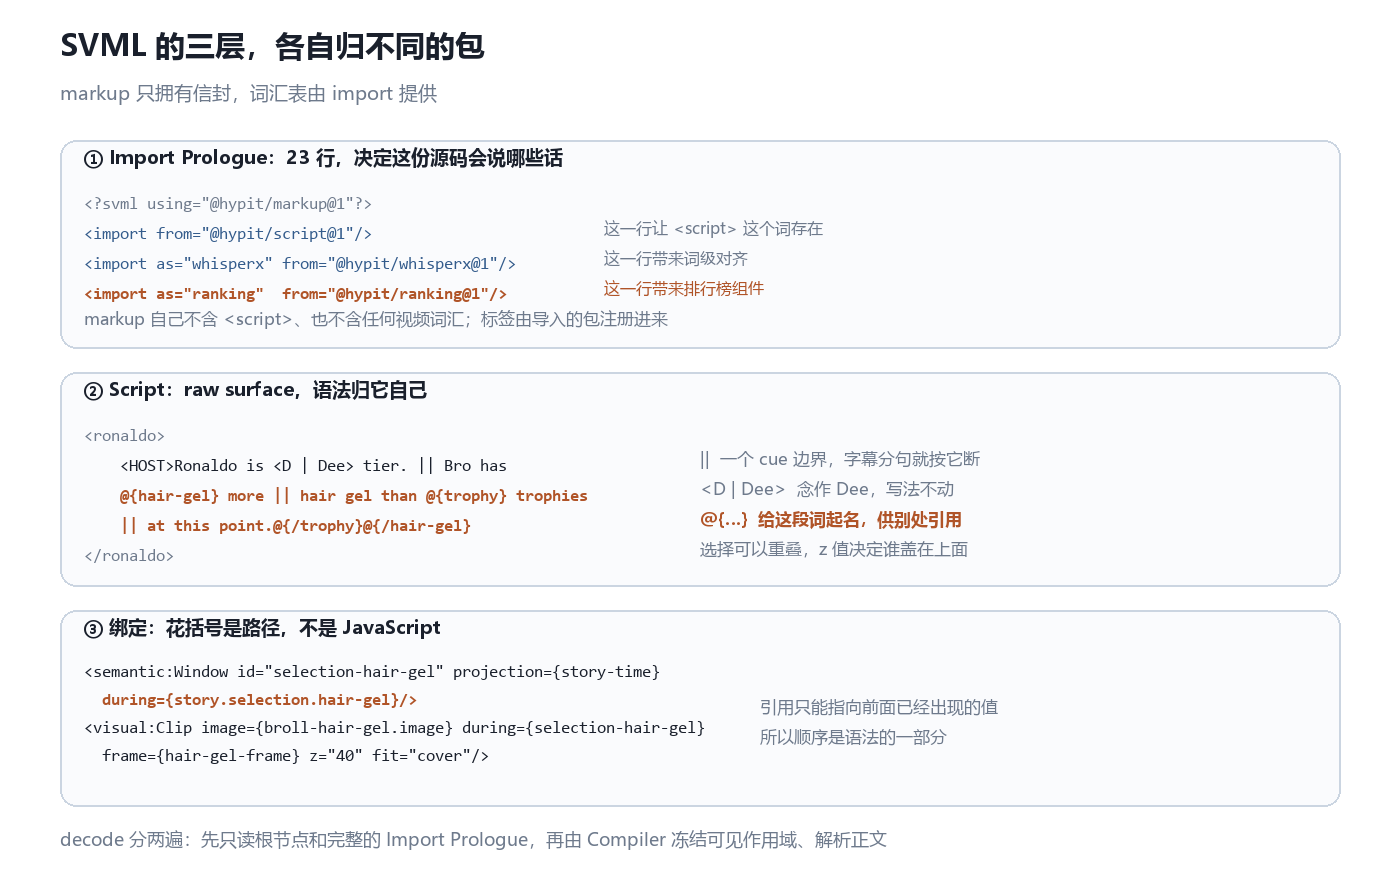 SVML 的三层，各自归不同的包
markup 只拥有信封，词汇表由 import 提供
① Import Prologue：23 行，决定这份源码会说哪些话
<?svml using="@hypit/markup@1"?>
<import from="@hypit/script@1"/>
这一行让 <script> 这个词存在
<import as="whisperx" from="@hypit/whisperx@1"/>
这一行带来词级对齐
<import as="ranking"  from="@hypit/ranking@1"/>
这一行带来排行榜组件
markup 自己不含 <script>、也不含任何视频词汇；标签由导入的包注册进来
② Script：raw surface，语法归它自己
<ronaldo>
<HOST>Ronaldo is <D | Dee> tier. || Bro has
@{hair-gel} more || hair gel than @{trophy} trophies
|| at this point.@{/trophy}@{/hair-gel}
</ronaldo>
|| 一个 cue 边界，字幕分句就按它断
<D | Dee> 念作 Dee，写法不动
@{...} 给这段词起名，供别处引用
选择可以重叠，z 值决定谁盖在上面
③ 绑定：花括号是路径，不是 JavaScript
<semantic:Window id="selection-hair-gel" projection={story-time}
during={story.selection.hair-gel}/>
<visual:Clip image={broll-hair-gel.image} during={selection-hair-gel}
frame={hair-gel-frame} z="40" fit="cover"/>
引用只能指向前面已经出现的值
所以顺序是语法的一部分
decode 分两遍：先只读根节点和完整的 Import Prologue，再由 Compiler 冻结可见作用域、解析正文